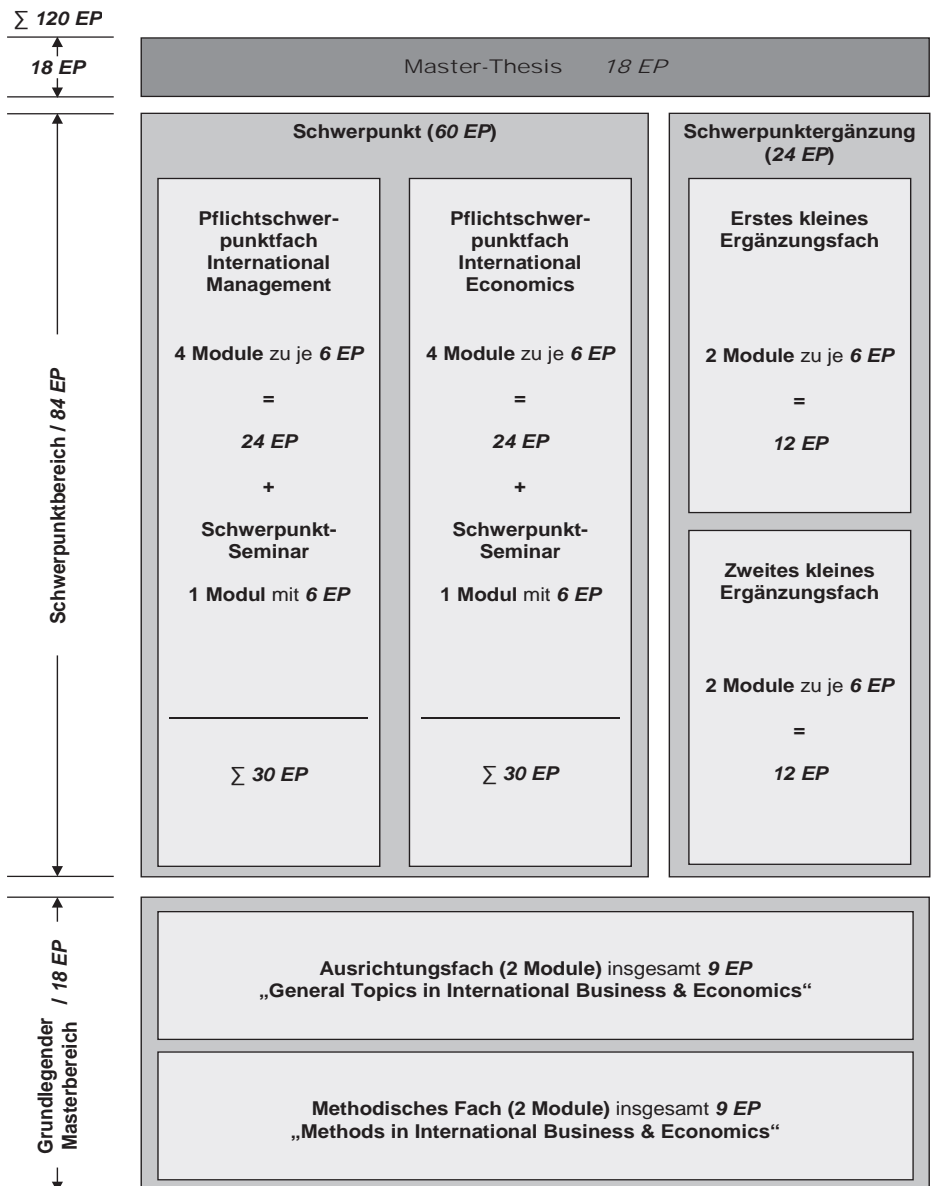 ∑ 120 EP
18 EP
Master-Thesis 18 EP
Schwerpunktbereich / 84 EP
Schwerpunkt (60 EP)
Pflichtschwer-
punktfach
International
Management
4 Module zu je 6 EP
=
24 EP
+
Schwerpunkt-
Seminar
1 Modul mit 6 EP
∑ 30 EP
Pflichtschwer-
punktfach
International
Economics
4 Module zu je 6 EP
=
24 EP
+
Schwerpunkt-
Seminar
1 Modul mit 6 EP
∑ 30 EP
Schwerpunktergänzung
(24 EP)
Erstes kleines
Ergänzungsfach
2 Module zu je 6 EP
=
12 EP
Zweites kleines
Ergänzungsfach
2 Module zu je 6 EP
=
12 EP
Grundlegender
Masterbereich / 18 EP
Ausrichtungsfach (2 Module) insgesamt 9 EP
„General Topics in International Business & Economics“
Methodisches Fach (2 Module) insgesamt 9 EP
„Methods in International Business & Economics“